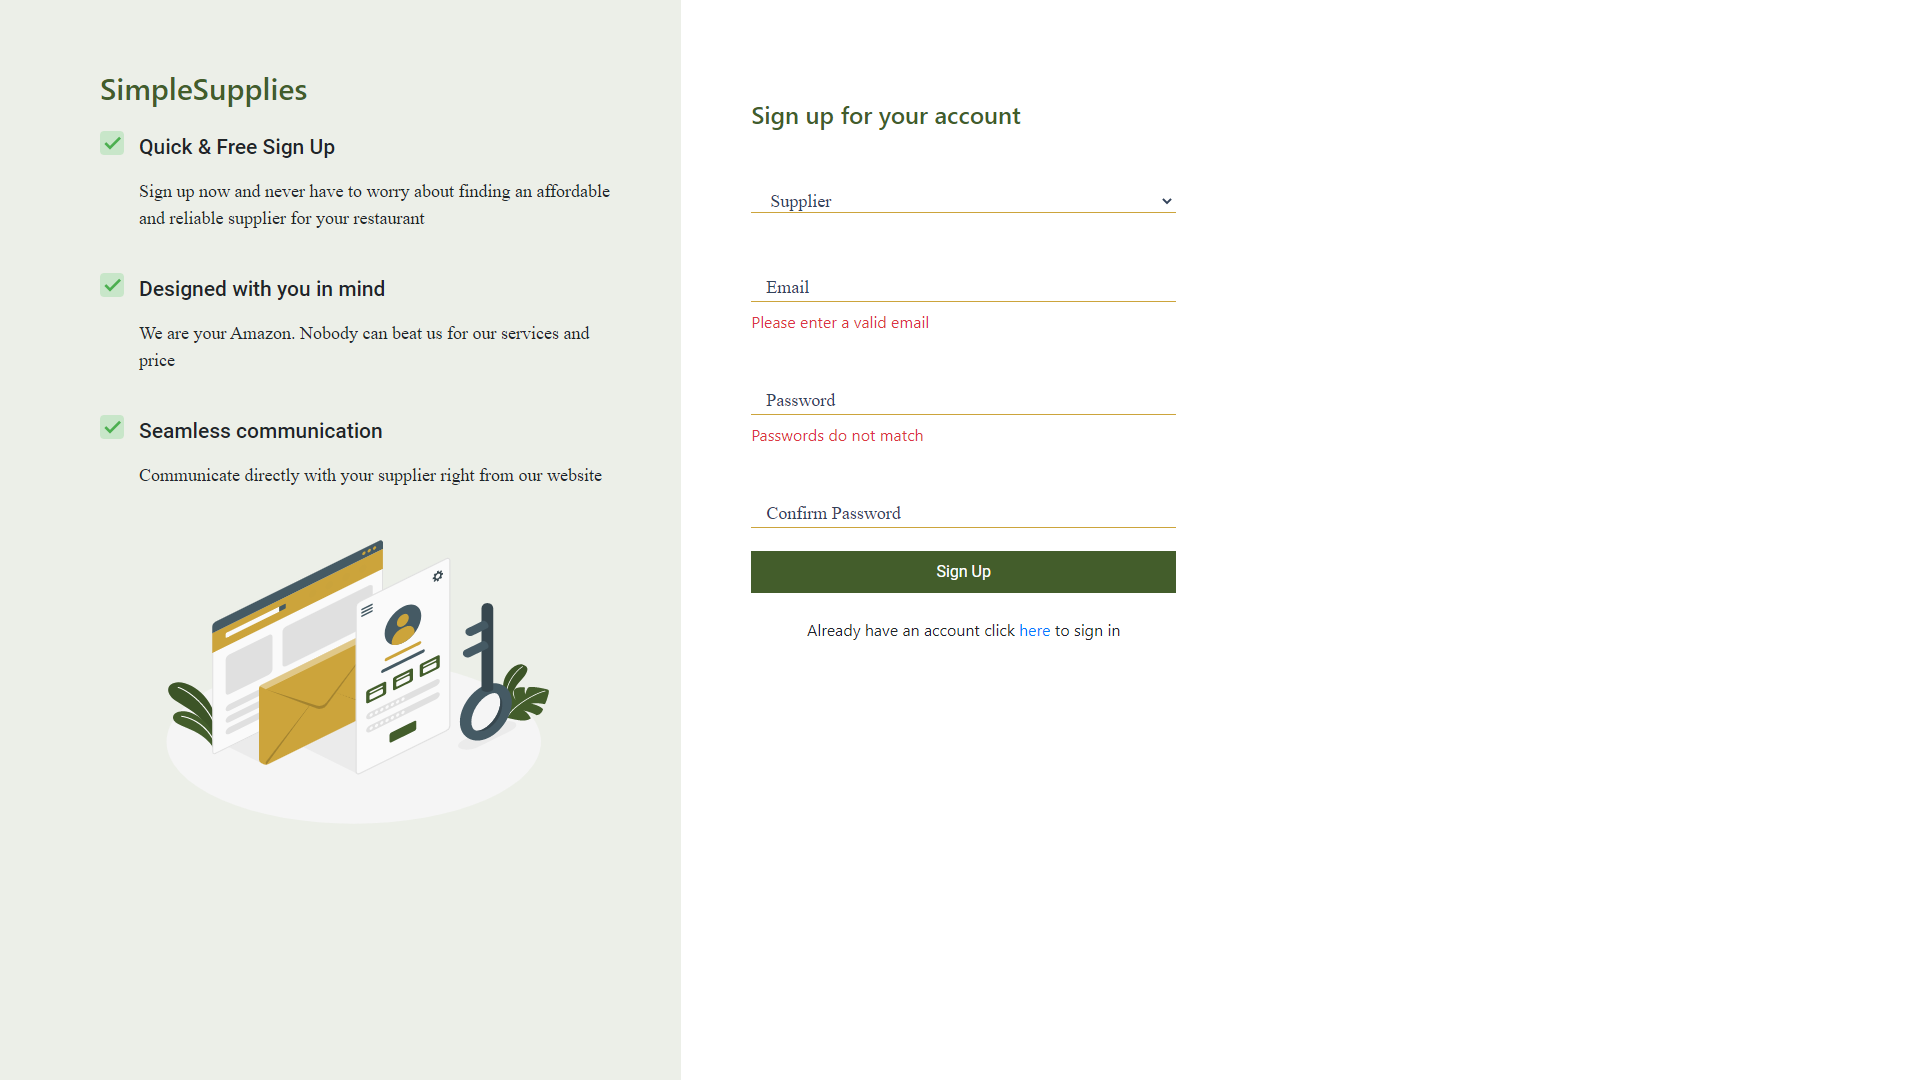 SimpleSupplies
Quick & Free Sign Up
Sign up now and never have to worry about finding an affordable
and reliable supplier for your restaurant
Designed with you in mind
We are your Amazon. Nobody can beat us for our services and
price
Seamless communication
Communicate directly with your supplier right from our website
Sign up for your account
Supplier
Email
Please enter a valid email
Password
Passwords do not match
Confirm Password
Sign Up
Already have an account click here to sign in